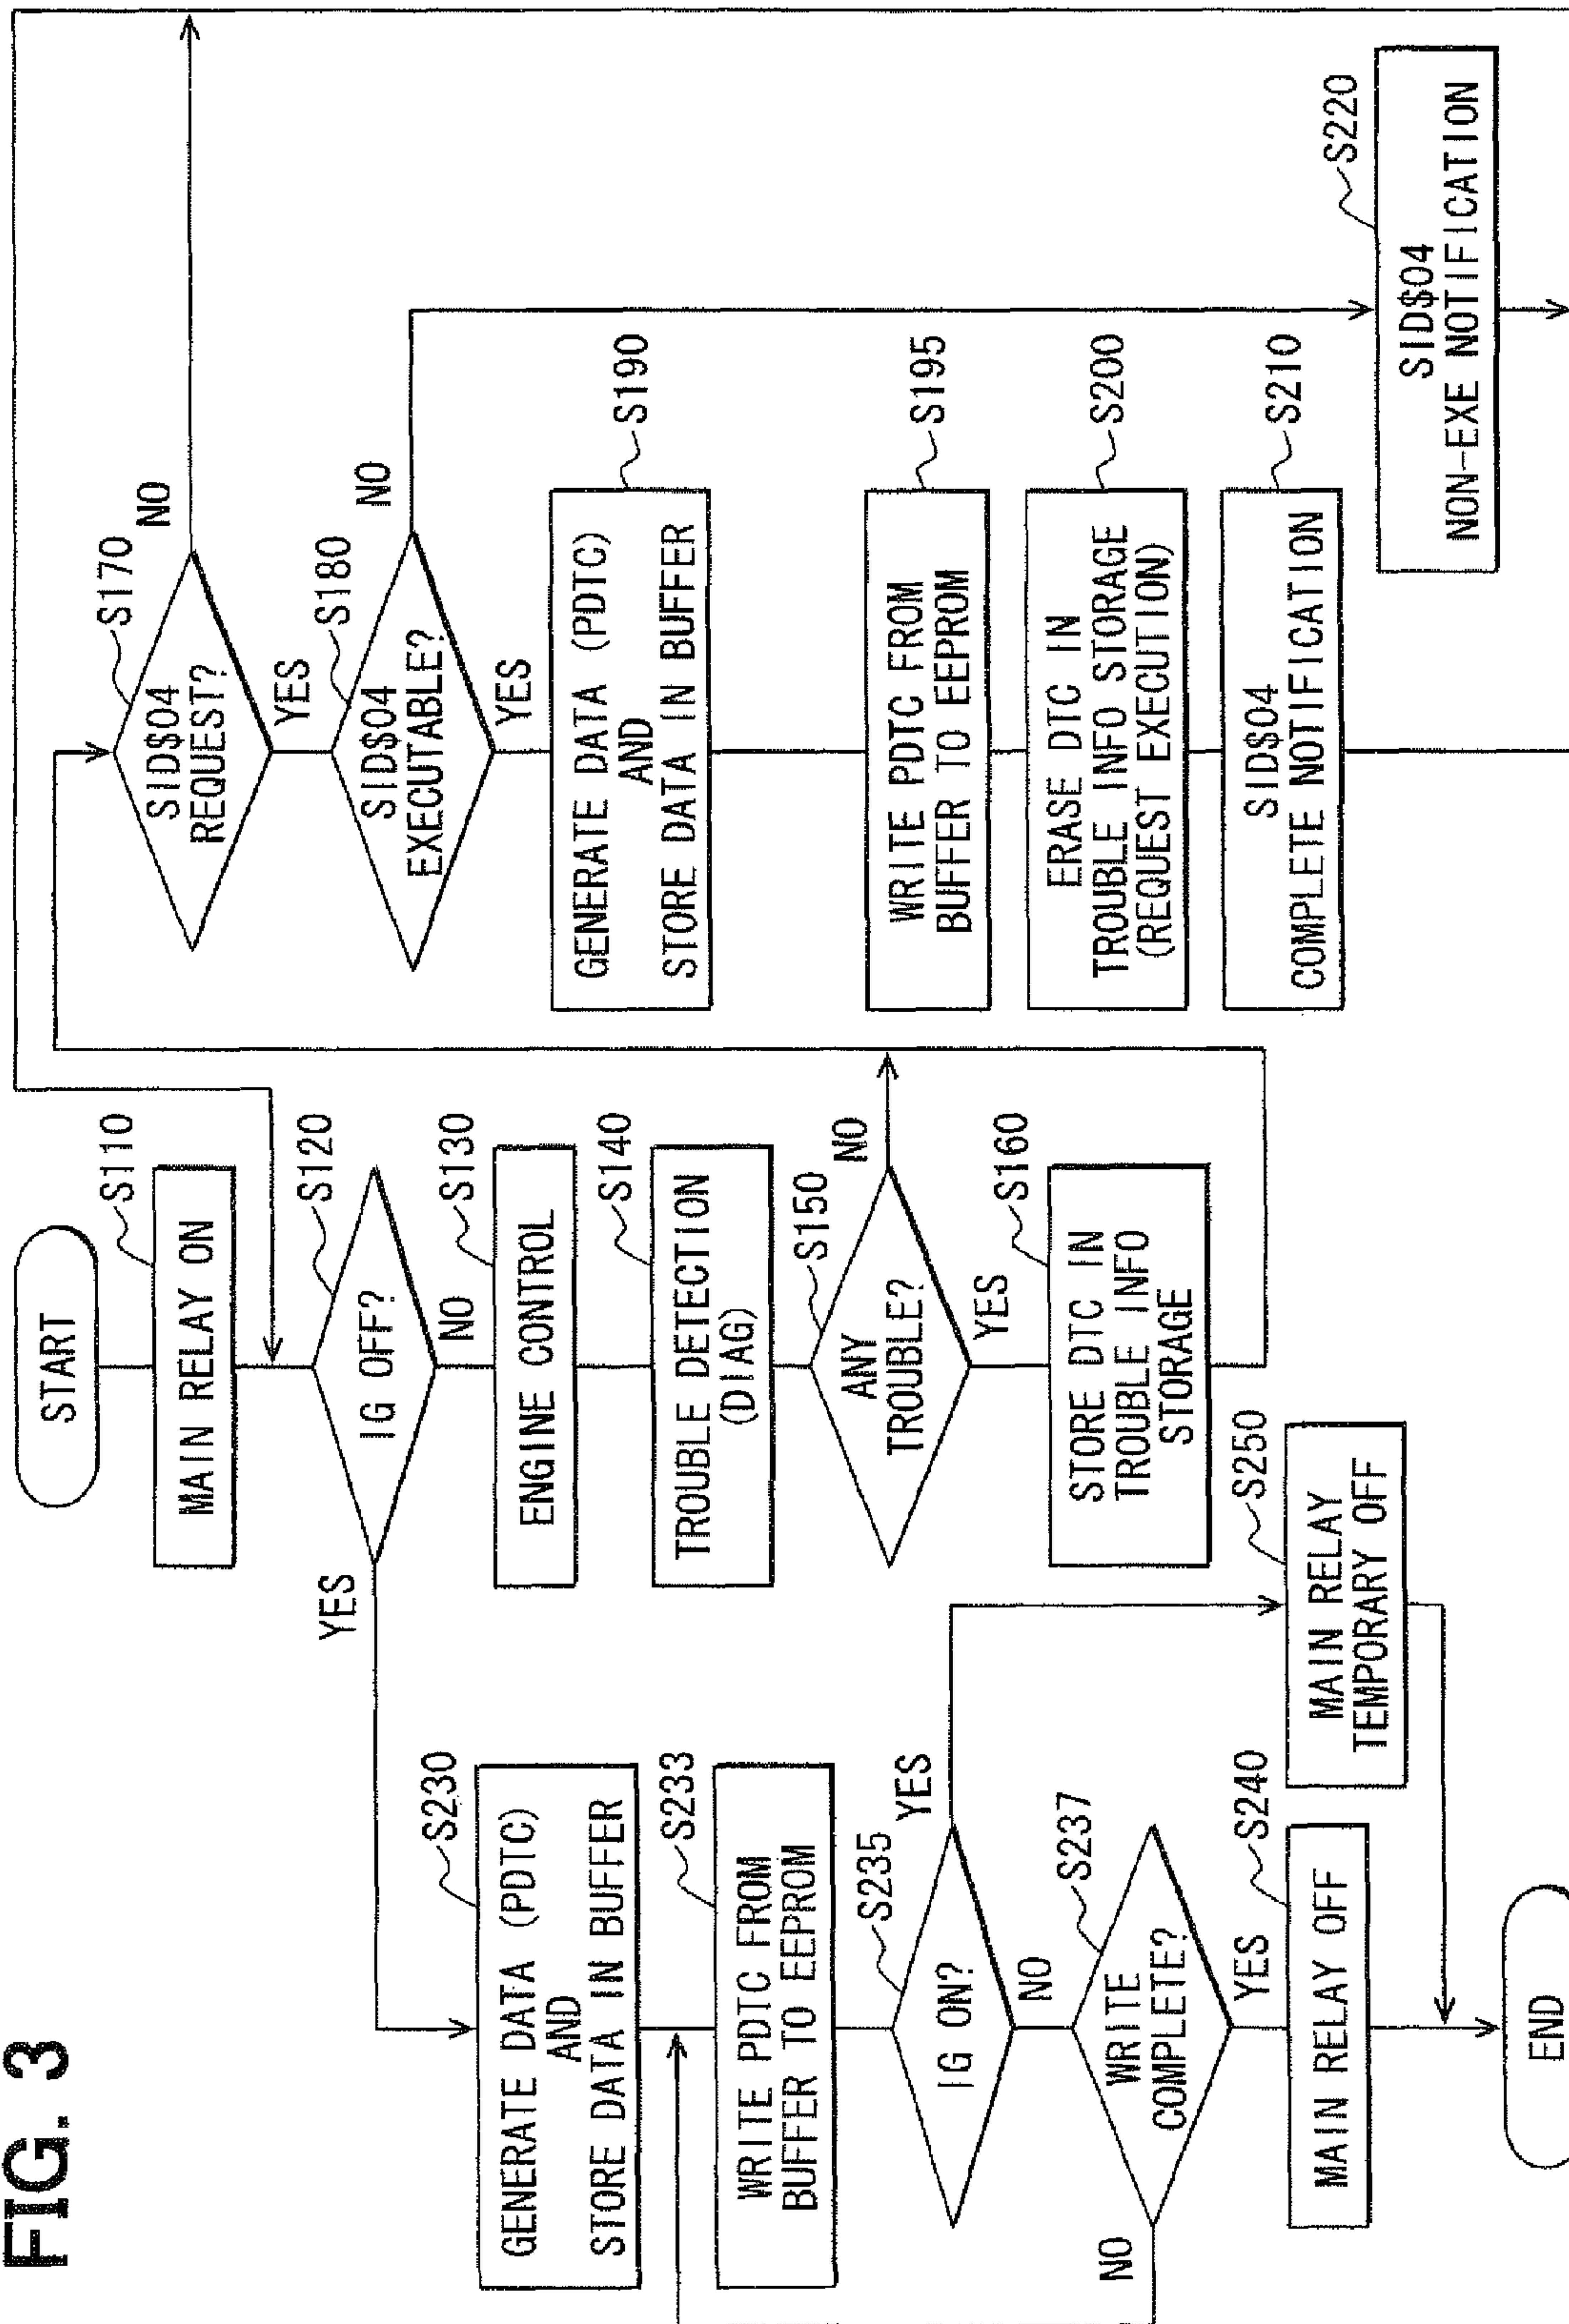 FIG. 3
START
S110
MAIN RELAY ON
S120
IG OFF?
YES
NO
S130
ENGINE CONTROL
S140
TROUBLE DETECTION
(DIAG)
S150
ANY
TROUBLE?
NO
YES
S160
STORE DTC IN
TROUBLE INFO
STORAGE
S170
SID$04
REQUEST?
NO
YES
S180
SID$04
EXECUTABLE?
NO
YES
S190
GENERATE DATA (PDTC)
AND
STORE DATA IN BUFFER
S195
WRITE PDTC FROM
BUFFER TO EEPROM
S200
ERASE DTC IN
TROUBLE INFO STORAGE
(REQUEST EXECUTION)
S210
SID$04
COMPLETE NOTIFICATION
S220
SID$04
NON-EXE NOTIFICATION
S230
GENERATE DATA (PDTC)
AND
STORE DATA IN BUFFER
S233
WRITE PDTC FROM
BUFFER TO EEPROM
S235
IG ON?
YES
NO
S237
WRITE
COMPLETE?
NO
YES
S240
MAIN RELAY OFF
S250
MAIN RELAY
TEMPORARY OFF
END